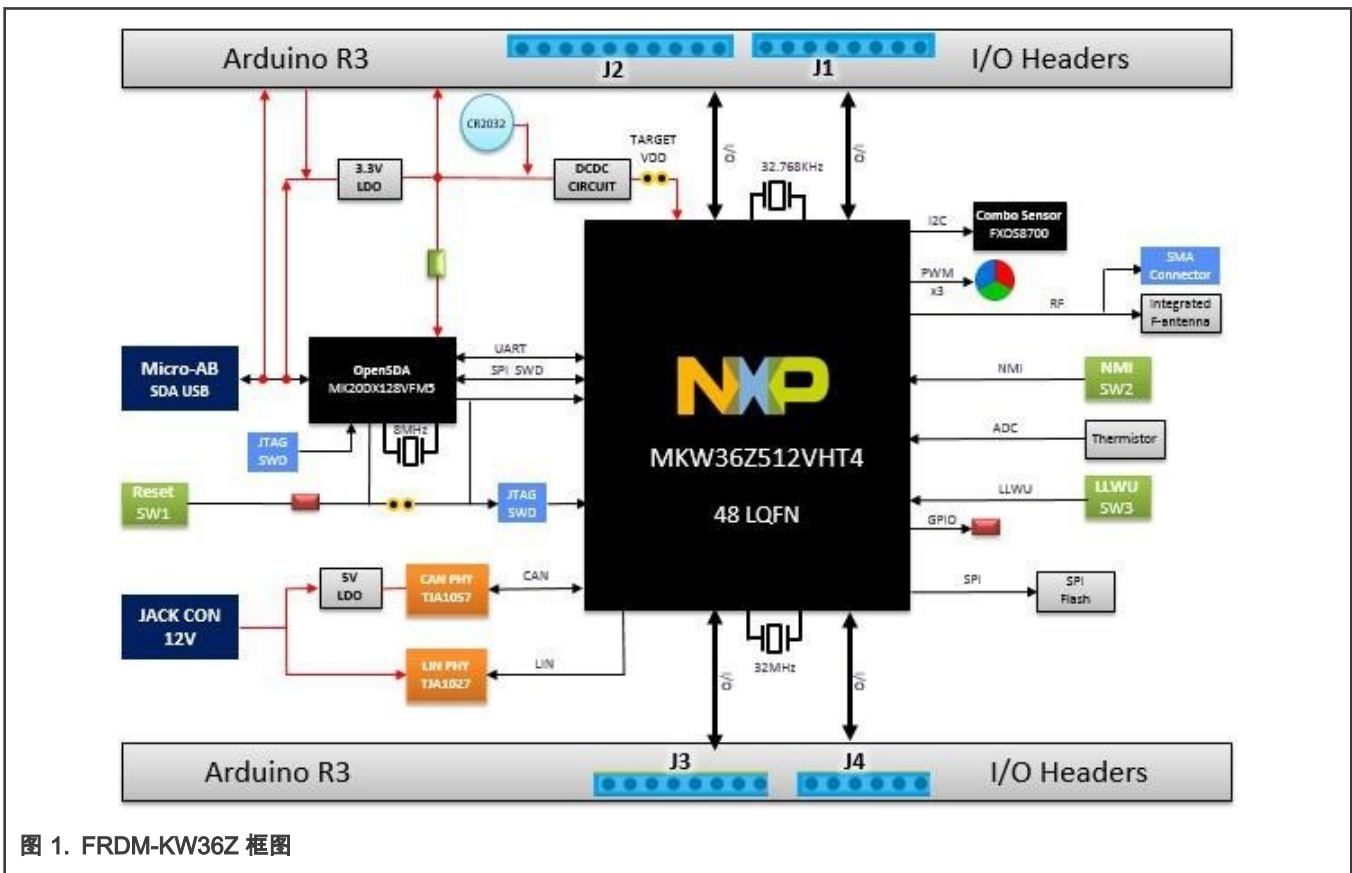 Arduino R3
J2
J1
I/O Headers
CR2032
TARGET
VDD
3.3V
LDO
DCDC
CIRCUIT
32.768KHz
I/O
I/O
I2C
Combo Sensor
FXOS8700
PWM
x3
SMA
Connector
RF
Integrated
F-antenna
Micro-AB
SDA USB
OpenSDA
MK20DX128VFM5
UART
SPI SWD
8MHz
JTAG
SWD
NXP
MKW36Z512VHT4
48 LQFN
NMI
NMI
SW2
ADC
Thermistor
Reset
SW1
JTAG
SWD
LLWU
LLWU
SW3
GPIO
JACK CON
12V
5V
LDO
CAN PHY
TJA1057
CAN
SPI
SPI
Flash
LIN PHY
TJA1027
LIN
32MHz
I/O
I/O
Arduino R3
J3
J4
I/O Headers
图 1. FRDM-KW36Z 框图